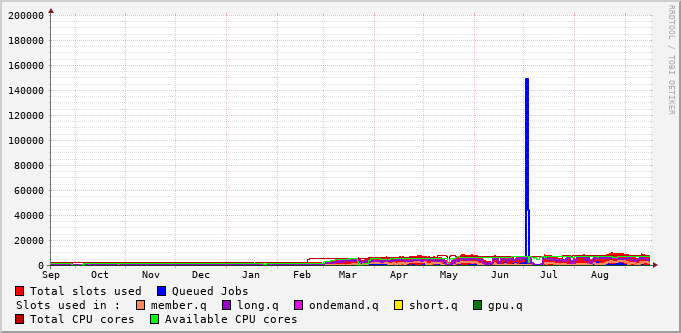 200000
180000
160000
140000
120000
100000
80000
60000
40000
20000
0
Sep Oct Nov Dec Jan Feb Mar Apr May Jun Jul Aug
Total slots used Queued Jobs
Slots used in : member.q long.q ondemand.q short.q gpu.q
Total CPU cores Available CPU cores
RRDTOOL / TOBI OETIKER